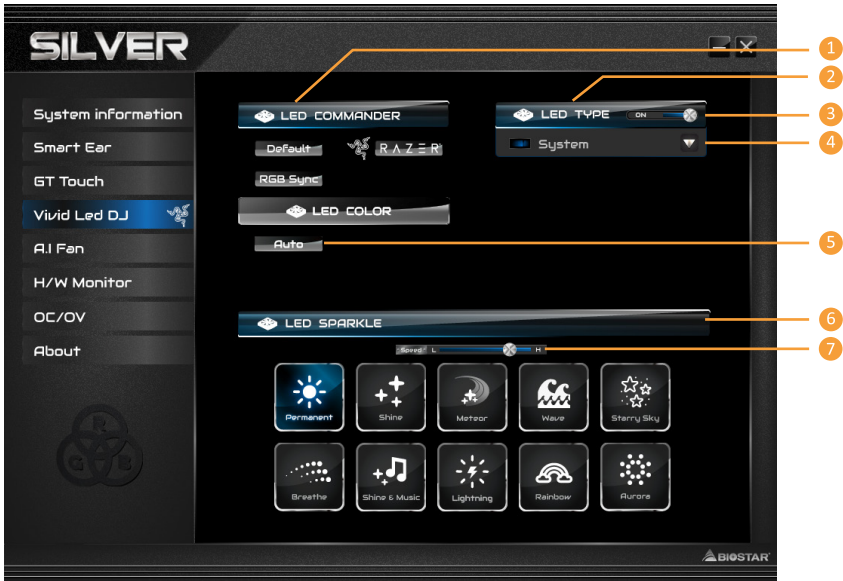 SILVER
1
2
System information
LED COMMANDER
LED TYPE ON
3
Smart Ear
Default RAZER
System
4
GT Touch
RGB Sync
Vivid Led DJ
LED COLOR
A.I Fan
Auto
5
H/W Monitor
OC/OV
LED SPARKLE
6
About
Speed L H
7
Permanent
Shine
Meteor
Wave
Starry Sky
R
G B
Breathe
Shine & Music
Lightning
Rainbow
Aurora
BIOSTAR